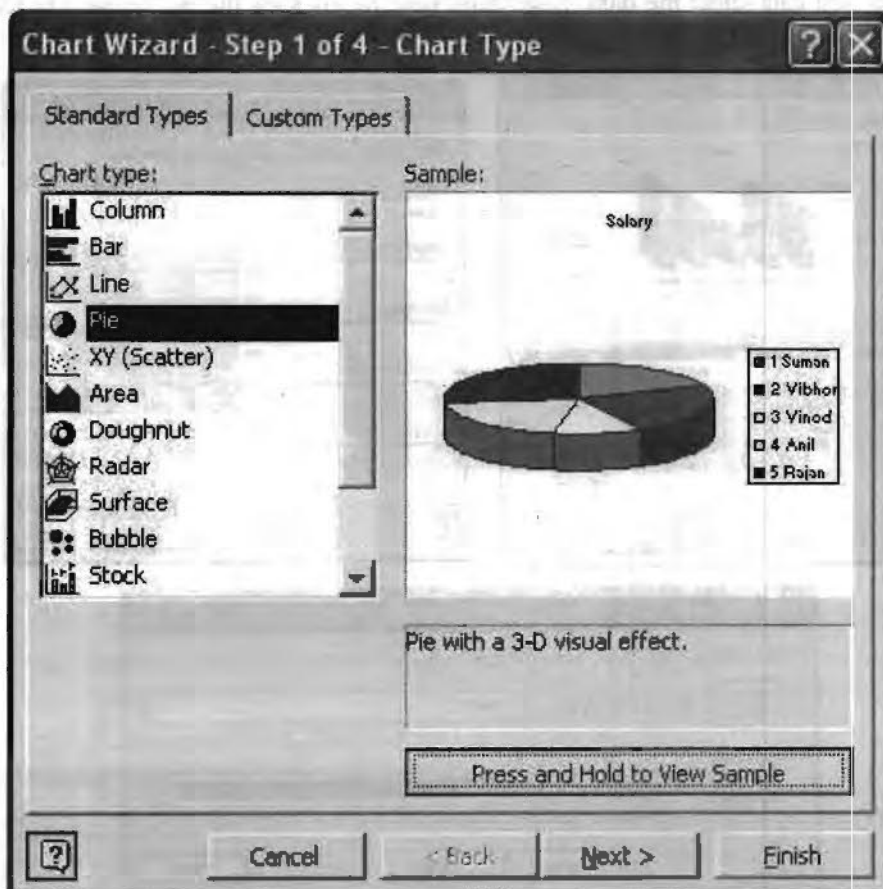 Chart Wizard - Step 1 of 4 - Chart Type
Standard Types
Custom Types
Chart type:
Column
Bar
Line
Pie
XY (Scatter)
Area
Doughnut
Radar
Surface
Bubble
Stock
Sample:
Salary
1 Suman
2 Vibhor
3 Vinod
4 Anil
5 Rajan
Pie with a 3-D visual effect.
Press and Hold to View Sample
Cancel
< Back
Next >
Finish